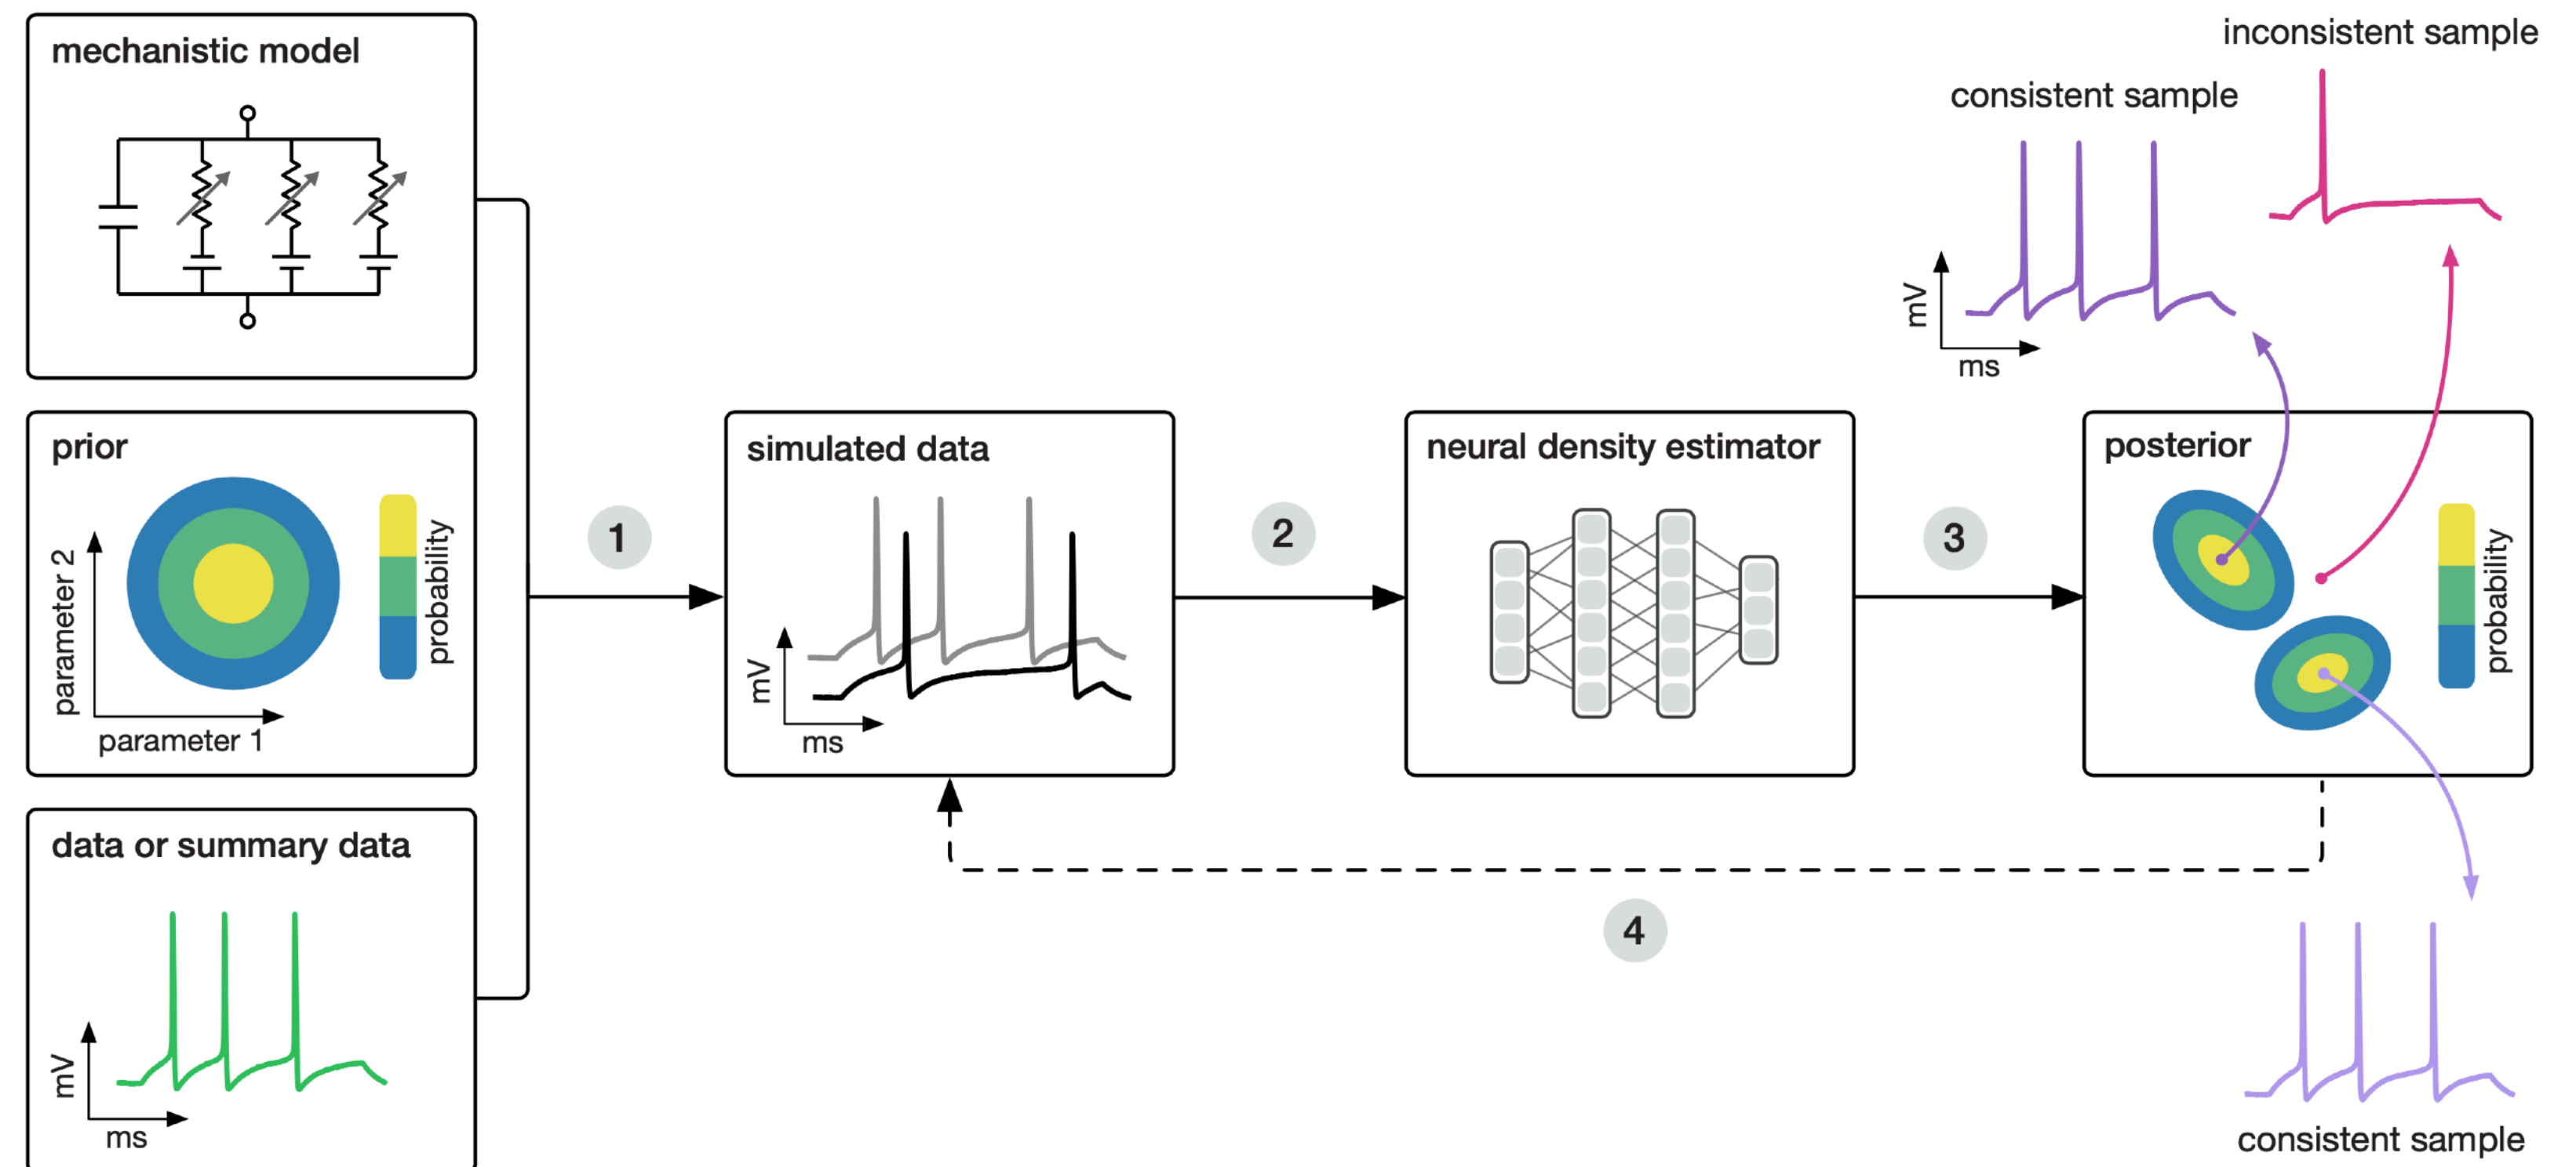 mechanistic model
prior
parameter 2
parameter 1
probability
data or summary data
mV
ms
1
simulated data
mV
ms
2
neural density estimator
3
posterior
probability
4
consistent sample
mV
ms
inconsistent sample
consistent sample